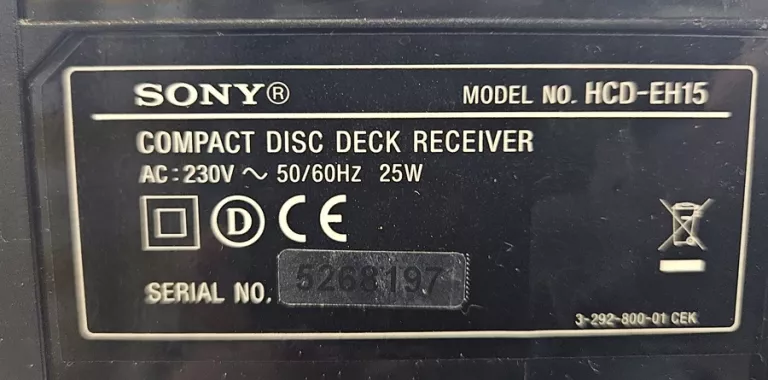 SONY® MODEL NO. HCD-EH15
COMPACT DISC DECK RECEIVER
AC: 230V ~ 50/60HZ 25W
D CE
SERIAL NO. 5268197
3-292-800-01 CEK